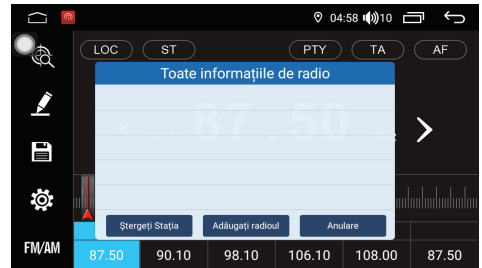 04:58 10
LOC ST PTY TA AF
Toate informațiile de radio
87.50
Ștergeți Stația Adăugați radioul Anulare
FM/AM
87.50 90.10 98.10 106.10 108.00 87.50